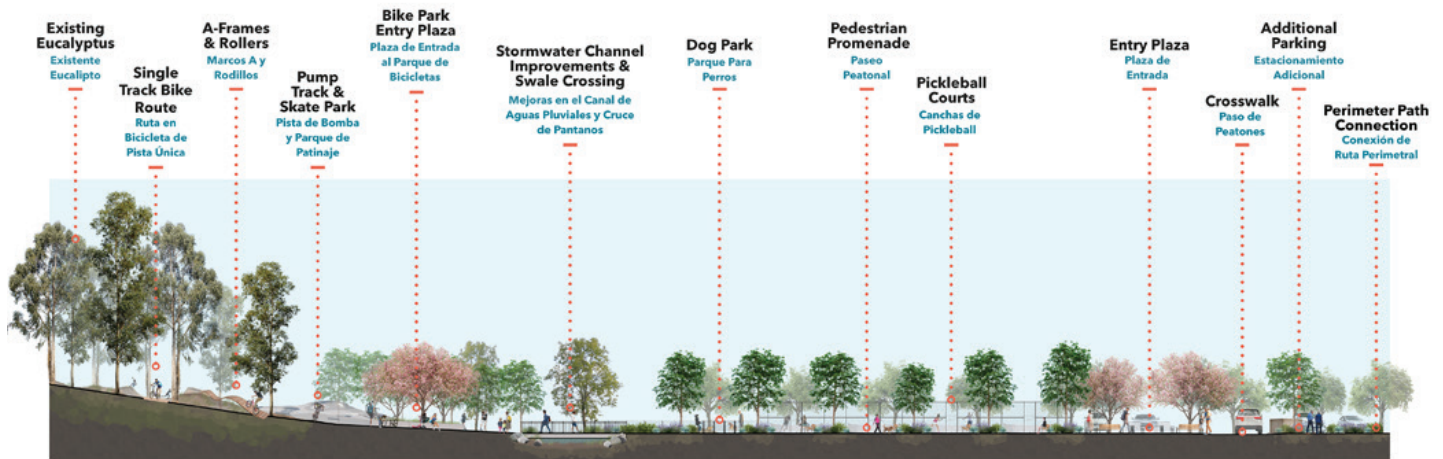 Existing
Eucalyptus
Existente
Eucalipto
Single
Track Bike
Route
Ruta en
Bicicleta de
Pista Única
A-Frames
& Rollers
Marcos A y
Rodillos
Pump
Track &
Skate Park
Pista de Bomba
y Parque de
Patinaje
Bike Park
Entry Plaza
Plaza de Entrada
al Parque de
Bicicletas
Stormwater Channel
Improvements &
Swale Crossing
Mejoras en el Canal de
Aguas Pluviales y Cruce
de Pantanos
Dog Park
Parque Para
Perros
Pedestrian
Promenade
Paseo
Peatonal
Pickleball
Courts
Canchas de
Pickleball
Entry Plaza
Plaza de
Entrada
Crosswalk
Paso de
Peatones
Additional
Parking
Estacionamiento
Adicional
Perimeter Path
Connection
Conexión de
Ruta Perimetral